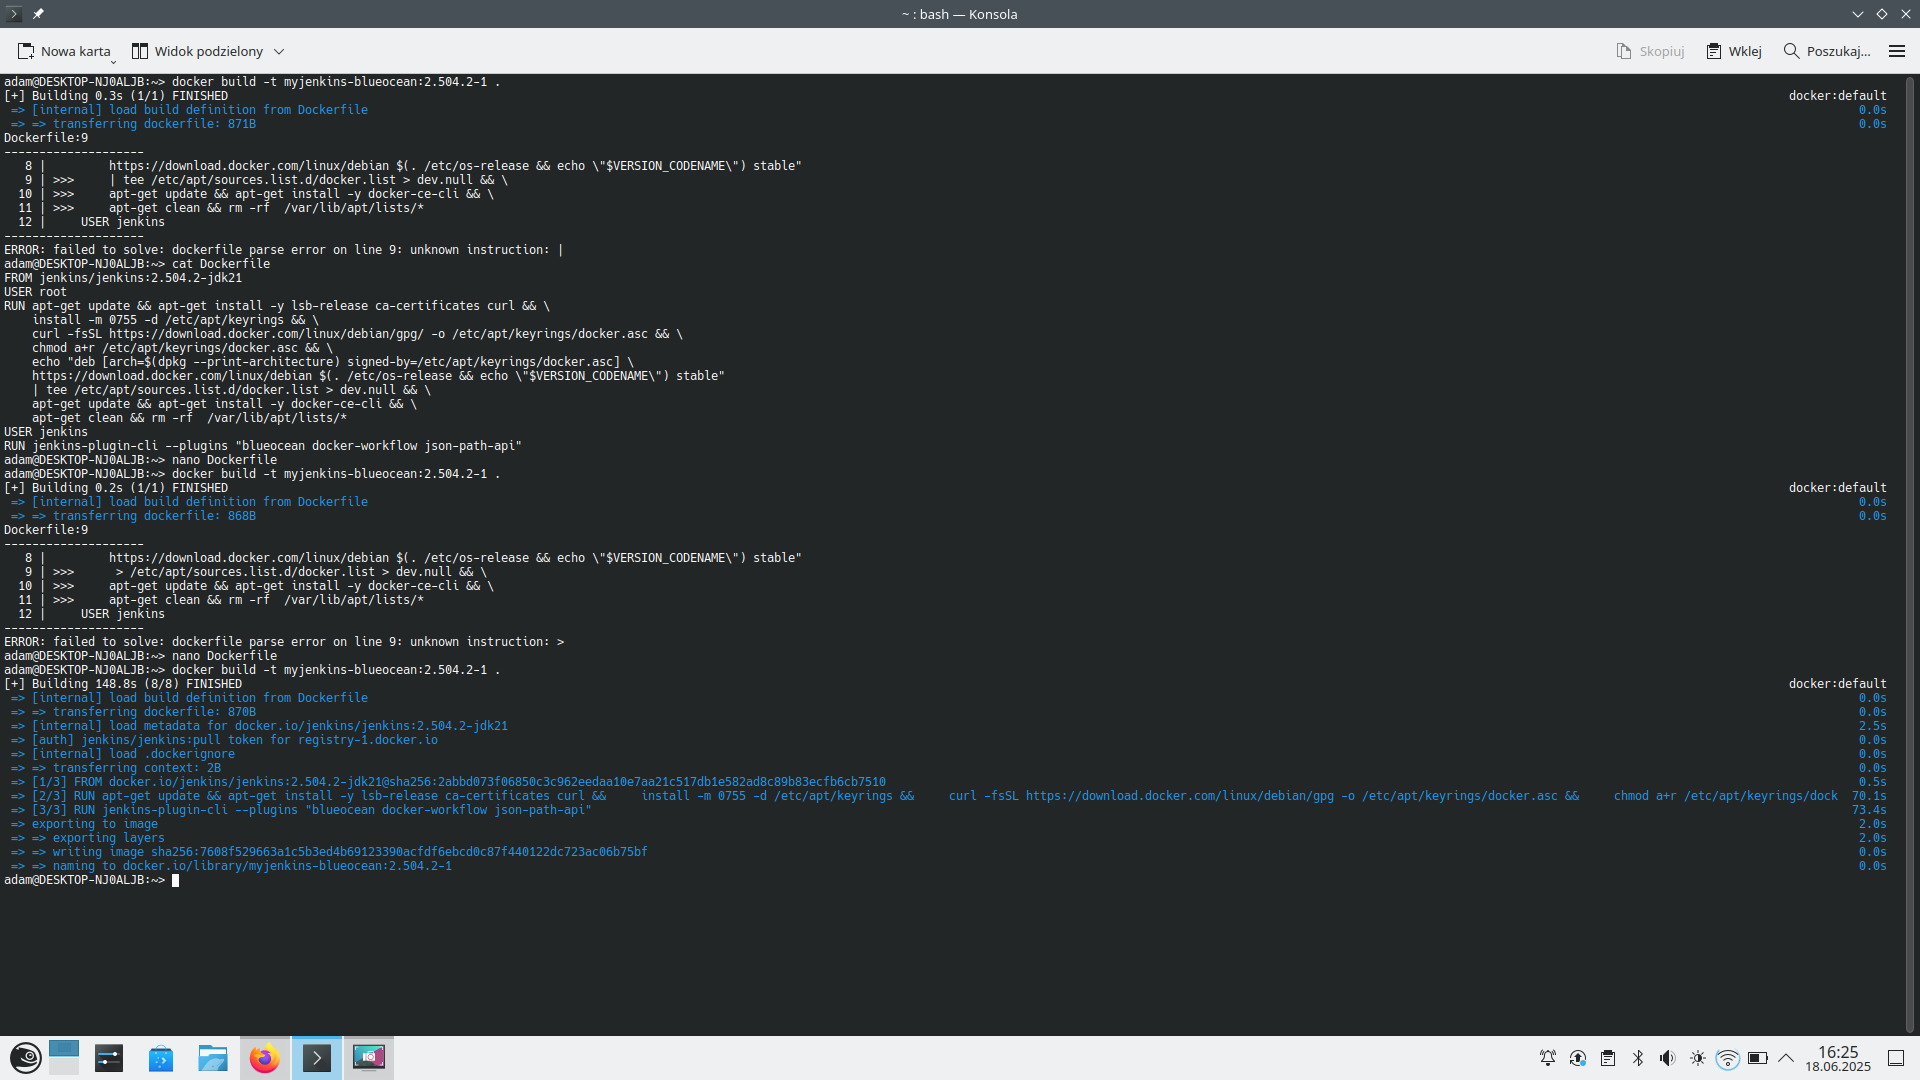 ~ : bash — Konsola
Nowa karta
Widok podzielony
Skopiuj
Wklej
Poszukaj...
adam@DESKTOP-NJ0ALJB:~> docker build -t myjenkins-blueocean:2.504.2-1 .
[+] Building 0.3s (1/1) FINISHED docker:default
=> [internal] load build definition from Dockerfile 0.0s
=> => transferring dockerfile: 871B 0.0s
Dockerfile:9
--------------------
8 | https://download.docker.com/linux/debian $(. /etc/os-release && echo \"$VERSION_CODENAME\") stable"
9 | >>> | tee /etc/apt/sources.list.d/docker.list > dev.null && \
10 | >>> apt-get update && apt-get install -y docker-ce-cli && \
11 | >>> apt-get clean && rm -rf  /var/lib/apt/lists/*
12 | USER jenkins
--------------------
ERROR: failed to solve: dockerfile parse error on line 9: unknown instruction: |
adam@DESKTOP-NJ0ALJB:~> cat Dockerfile
FROM jenkins/jenkins:2.504.2-jdk21
USER root
RUN apt-get update && apt-get install -y lsb-release ca-certificates curl && \
install -m 0755 -d /etc/apt/keyrings && \
curl -fsSL https://download.docker.com/linux/debian/gpg/ -o /etc/apt/keyrings/docker.asc && \
chmod a+r /etc/apt/keyrings/docker.asc && \
echo "deb [arch=$(dpkg --print-architecture) signed-by=/etc/apt/keyrings/docker.asc] \
https://download.docker.com/linux/debian $(. /etc/os-release && echo \"$VERSION_CODENAME\") stable"
| tee /etc/apt/sources.list.d/docker.list > dev.null && \
apt-get update && apt-get install -y docker-ce-cli && \
apt-get clean && rm -rf  /var/lib/apt/lists/*
USER jenkins
RUN jenkins-plugin-cli --plugins "blueocean docker-workflow json-path-api"
adam@DESKTOP-NJ0ALJB:~> nano Dockerfile
adam@DESKTOP-NJ0ALJB:~> docker build -t myjenkins-blueocean:2.504.2-1 .
[+] Building 0.2s (1/1) FINISHED docker:default
=> [internal] load build definition from Dockerfile 0.0s
=> => transferring dockerfile: 868B 0.0s
Dockerfile:9
--------------------
8 | https://download.docker.com/linux/debian $(. /etc/os-release && echo \"$VERSION_CODENAME\") stable"
9 | >>> > /etc/apt/sources.list.d/docker.list > dev.null && \
10 | >>> apt-get update && apt-get install -y docker-ce-cli && \
11 | >>> apt-get clean && rm -rf  /var/lib/apt/lists/*
12 | USER jenkins
--------------------
ERROR: failed to solve: dockerfile parse error on line 9: unknown instruction: >
adam@DESKTOP-NJ0ALJB:~> nano Dockerfile
adam@DESKTOP-NJ0ALJB:~> docker build -t myjenkins-blueocean:2.504.2-1 .
[+] Building 148.8s (8/8) FINISHED docker:default
=> [internal] load build definition from Dockerfile 0.0s
=> => transferring dockerfile: 870B 0.0s
=> [internal] load metadata for docker.io/jenkins/jenkins:2.504.2-jdk21 2.5s
=> [auth] jenkins/jenkins:pull token for registry-1.docker.io 0.0s
=> [internal] load .dockerignore 0.0s
=> => transferring context: 2B 0.0s
=> [1/3] FROM docker.io/jenkins/jenkins:2.504.2-jdk21@sha256:2abbd073f06850c3c962eedaa10e7aa21c517db1e582ad8c89b83ecfb6cb7510 0.5s
=> [2/3] RUN apt-get update && apt-get install -y lsb-release ca-certificates curl &&     install -m 0755 -d /etc/apt/keyrings &&     curl -fsSL https://download.docker.com/linux/debian/gpg -o /etc/apt/keyrings/docker.asc &&     chmod a+r /etc/apt/keyrings/dock 70.1s
=> [3/3] RUN jenkins-plugin-cli --plugins "blueocean docker-workflow json-path-api" 73.4s
=> exporting to image 2.0s
=> => exporting layers 2.0s
=> => writing image sha256:7608f529663a1c5b3ed4b69123390acfdf6ebcd0c87f440122dc723ac06b75bf 0.0s
=> => naming to docker.io/library/myjenkins-blueocean:2.504.2-1 0.0s
adam@DESKTOP-NJ0ALJB:~>
16:25
18.06.2025